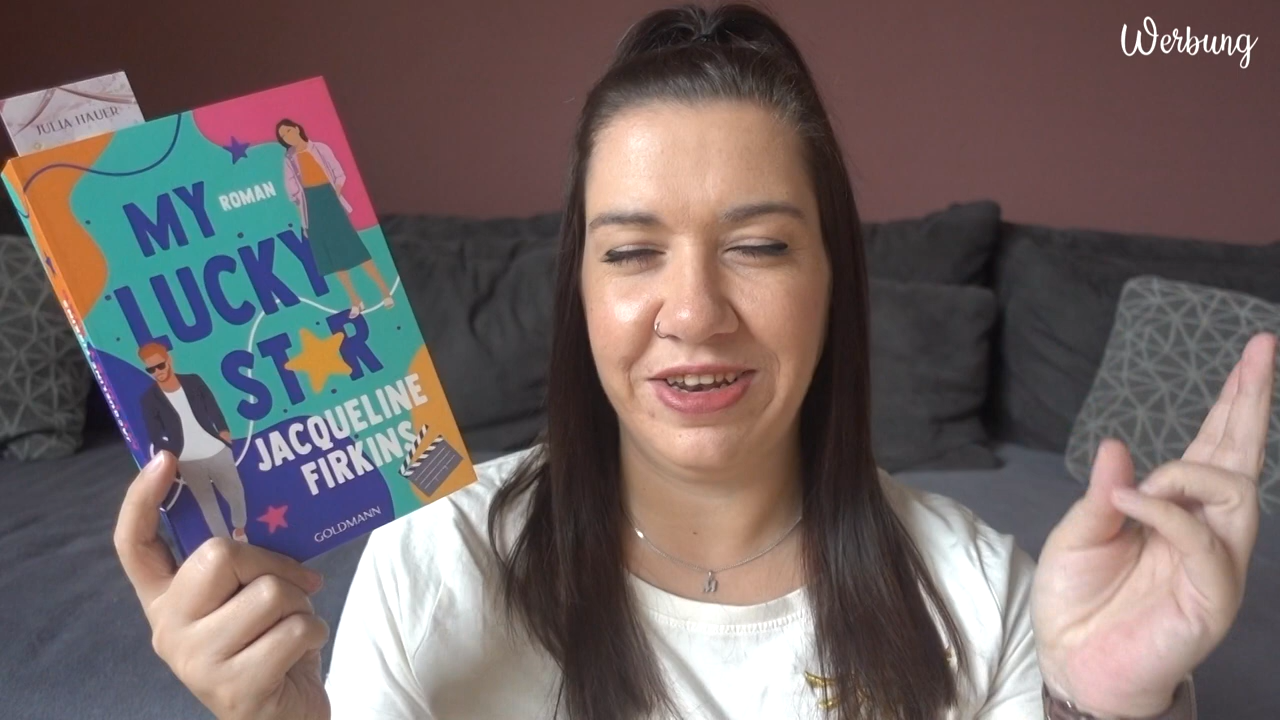 Werbung
JULIA HAUER
MY
ROMAN
LUCKY
STAR
JACQUELINE
FIRKINS
GOLDMANN